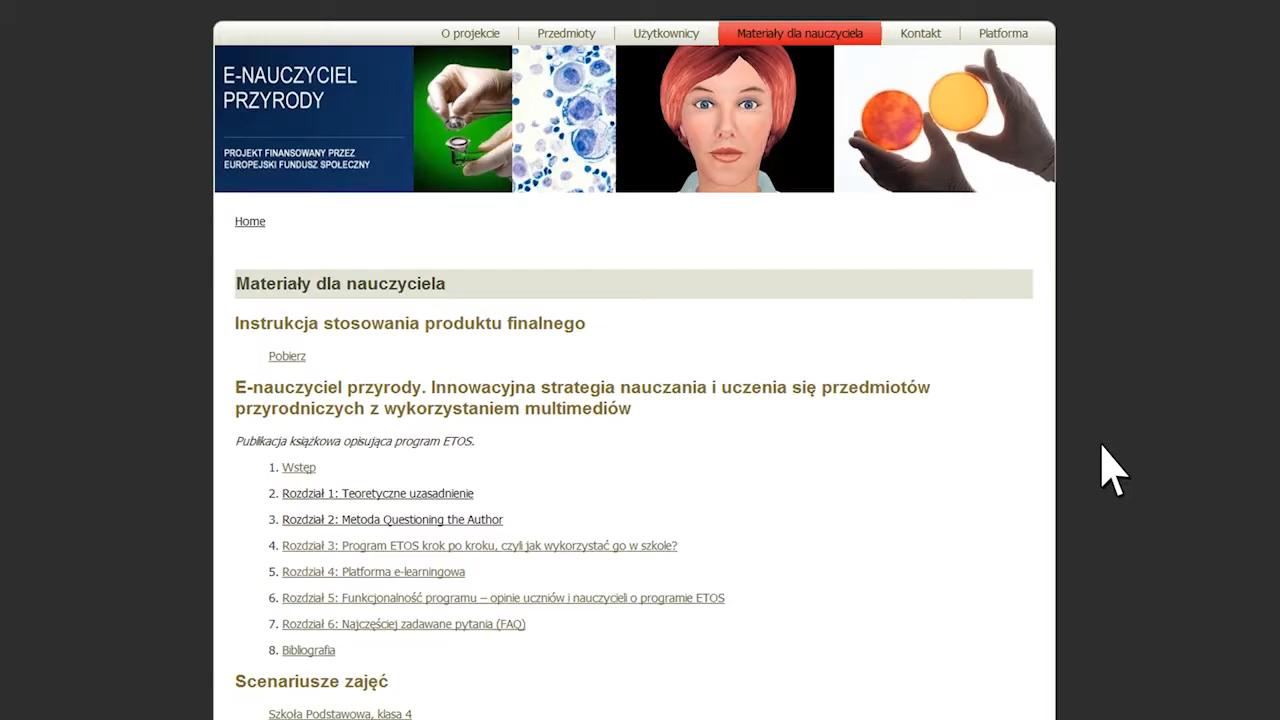 O projekcie
Przedmioty
Użytkownicy
Materiały dla nauczyciela
Kontakt
Platforma
E-NAUCZYCIEL
PRZYRODY
PROJEKT FINANSOWANY PRZEZ
EUROPEJSKI FUNDUSZ SPOŁECZNY
Home
Materiały dla nauczyciela
Instrukcja stosowania produktu finalnego
Pobierz
E-nauczyciel przyrody. Innowacyjna strategia nauczania i uczenia się przedmiotów
przyrodniczych z wykorzystaniem multimediów
Publikacja książkowa opisująca program ETOS.
1. Wstęp
2. Rozdział 1: Teoretyczne uzasadnienie
3. Rozdział 2: Metoda Questioning the Author
4. Rozdział 3: Program ETOS krok po kroku, czyli jak wykorzystać go w szkole?
5. Rozdział 4: Platforma e-learningowa
6. Rozdział 5: Funkcjonalność programu – opinie uczniów i nauczycieli o programie ETOS
7. Rozdział 6: Najczęściej zadawane pytania (FAQ)
8. Bibliografia
Scenariusze zajęć
Szkoła Podstawowa, klasa 4